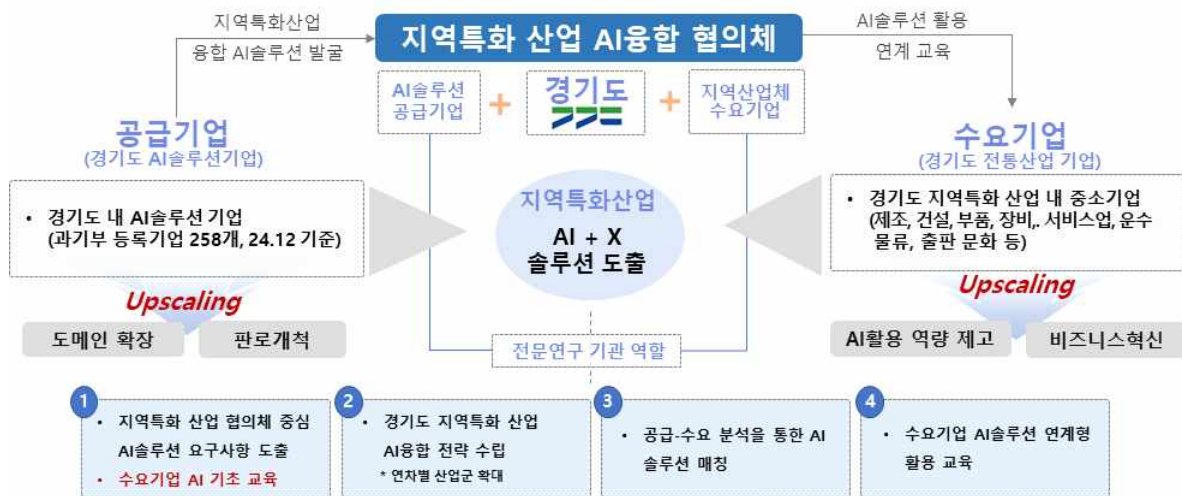 지역특화산업
융합 AI솔루션 발굴
지역특화 산업 AI융합 협의체
AI솔루션 활용
연계 교육
AI솔루션
공급기업
+
경기도
+
지역산업체
수요기업
공급기업
(경기도 AI솔루션기업)
수요기업
(경기도 전통산업 기업)
• 경기도 내 AI솔루션 기업
(과기부 등록기업 258개, 24.12 기준)
지역특화산업
AI + X
솔루션 도출
• 경기도 지역특화 산업 내 중소기업
(제조, 건설, 부품, 장비,. 서비스업, 운수
물류, 출판 문화 등)
Upscaling
도메인 확장
판로개척
Upscaling
AI활용 역량 제고
비즈니스혁신
전문연구 기관 역할
1
• 지역특화 산업 협의체 중심
AI솔루션 요구사항 도출
• 수요기업 AI 기초 교육
2
• 경기도 지역특화 산업
AI융합 전략 수립
* 연차별 산업군 확대
3
• 공급-수요 분석을 통한 AI
솔루션 매칭
4
• 수요기업 AI솔루션 연계형
활용 교육